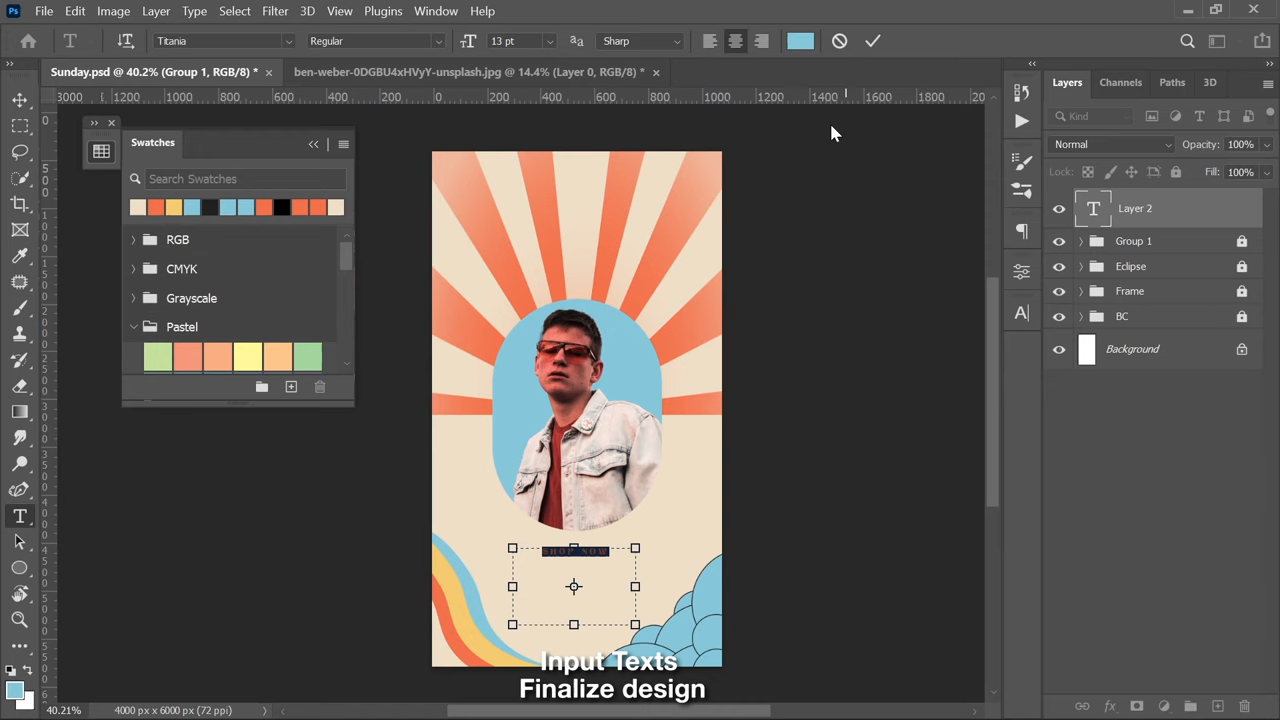 Ps File Edit Image Layer Type Select Filter 3D View Plugins Window Help
T Titania Regular 13 pt Sharp
Sunday.psd @ 40.2% (Group 1, RGB/8) * × ben-weber-0DGBU4xHVyY-unsplash.jpg @ 14.4% (Layer 0, RGB/8) * ×
3000 1200 1000 800 600 400 200 0 200 400 600 800 1000 1200 1400 1600 1800 20
Swatches
Search Swatches
RGB
CMYK
Grayscale
Pastel
SHOP NOW
Input Texts
Finalize design
Layers Channels Paths 3D
Kind
Normal Opacity: 100%
Lock: Fill: 100%
T Layer 2
Group 1
Eclipse
Frame
BC
Background
40.21% 4000 px x 6000 px (72 ppi)